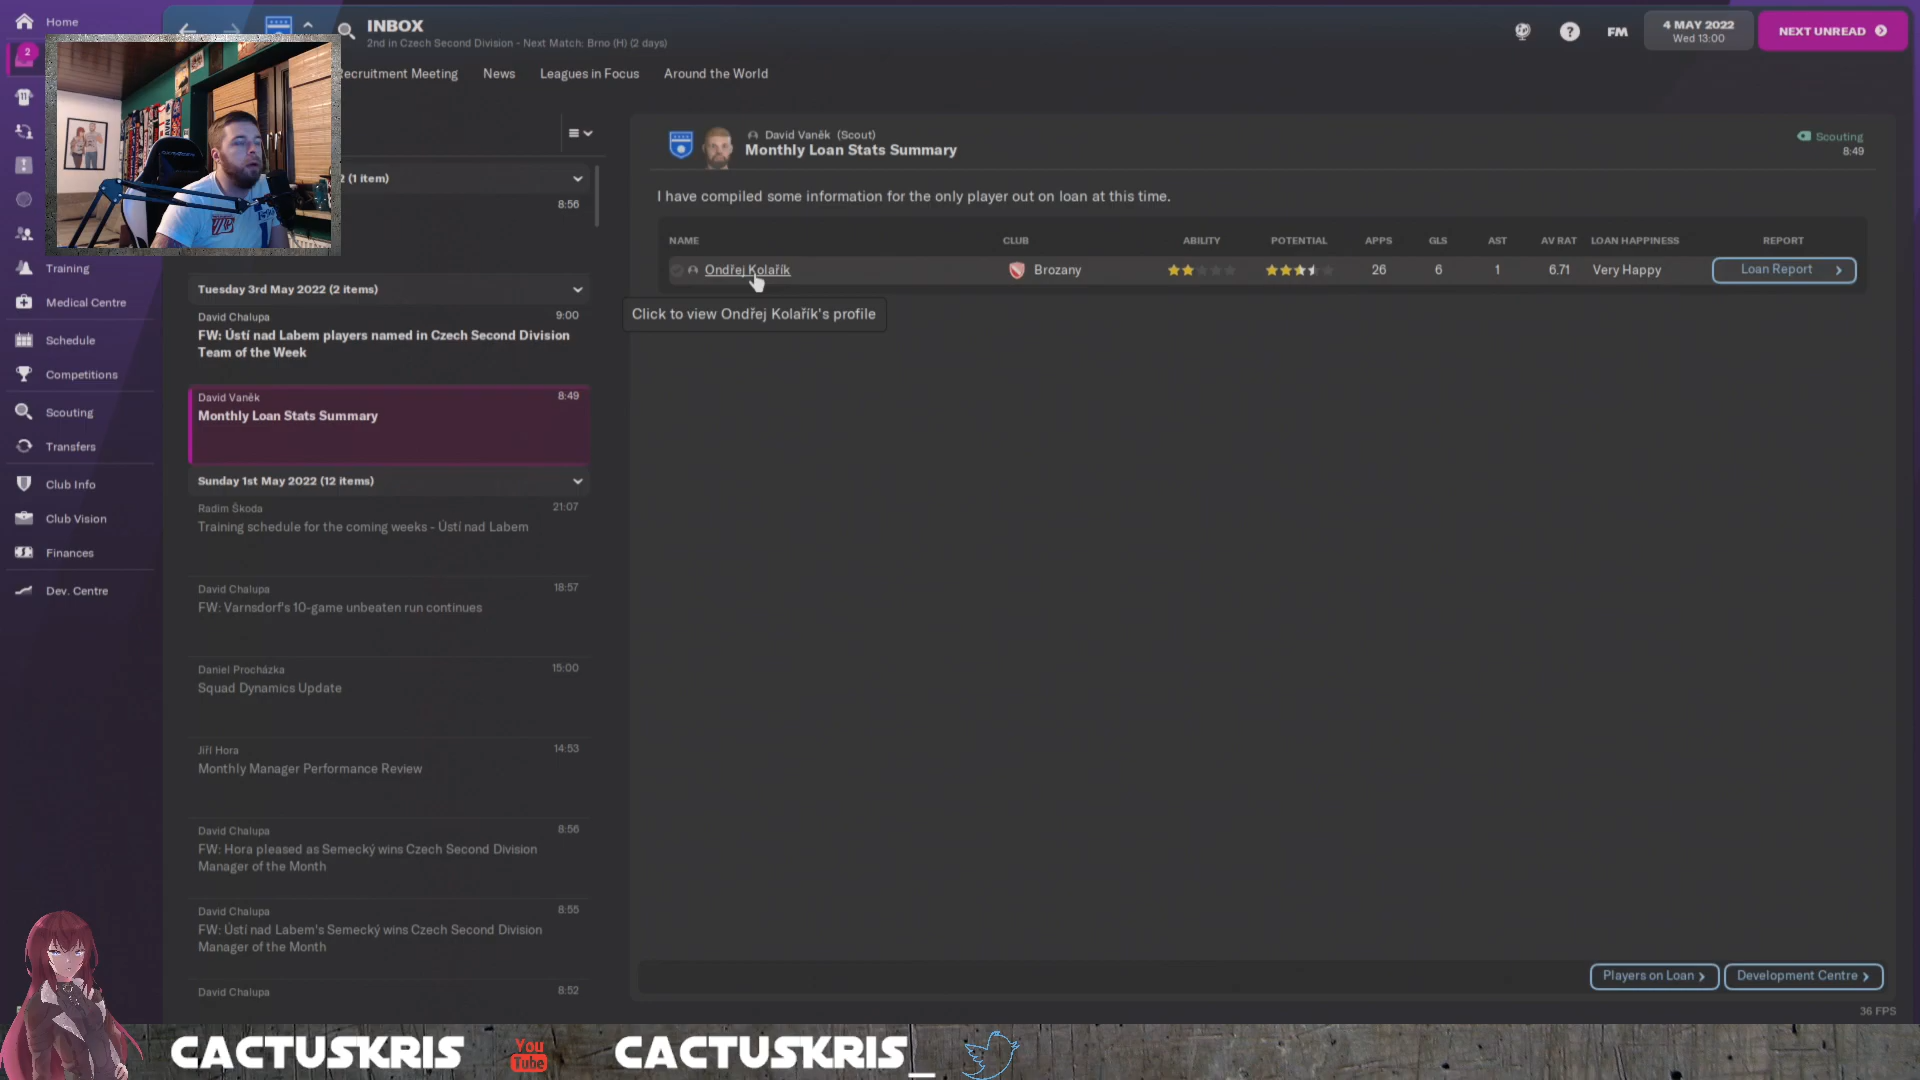 Home
INBOX
2nd in Czech Second Division - Next Match: Brno (H) (2 days)
FM
4 MAY 2022
Wed 13:00
NEXT UNREAD
2
Recruitment Meeting
News
Leagues in Focus
Around the World
11
2 (1 item)
8:56
Training
Medical Centre
Schedule
Competitions
Scouting
Transfers
Club Info
Club Vision
Finances
Dev. Centre
Tuesday 3rd May 2022 (2 items)
David Chalupa
9:00
FW: Ústí nad Labem players named in Czech Second Division
Team of the Week
David Vaněk
8:49
Monthly Loan Stats Summary
Sunday 1st May 2022 (12 items)
Radim Škoda
21:07
Training schedule for the coming weeks - Ústí nad Labem
David Chalupa
18:57
FW: Varnsdorf's 10-game unbeaten run continues
Daniel Procházka
15:00
Squad Dynamics Update
Jiří Hora
14:53
Monthly Manager Performance Review
David Chalupa
8:56
FW: Hora pleased as Semecký wins Czech Second Division
Manager of the Month
David Chalupa
8:55
FW: Ústí nad Labem's Semecký wins Czech Second Division
Manager of the Month
David Chalupa
8:52
David Vaněk (Scout)
Monthly Loan Stats Summary
Scouting
8:49
I have compiled some information for the only player out on loan at this time.
NAME CLUB ABILITY POTENTIAL APPS GLS AST AV RAT LOAN HAPPINESS REPORT
Ondřej Kolařík Brozany 26 6 1 6.71 Very Happy Loan Report
Click to view Ondřej Kolařík's profile
Players on Loan
Development Centre
36 FPS
CACTUSKRIS
You
Tube
CACTUSKRIS_